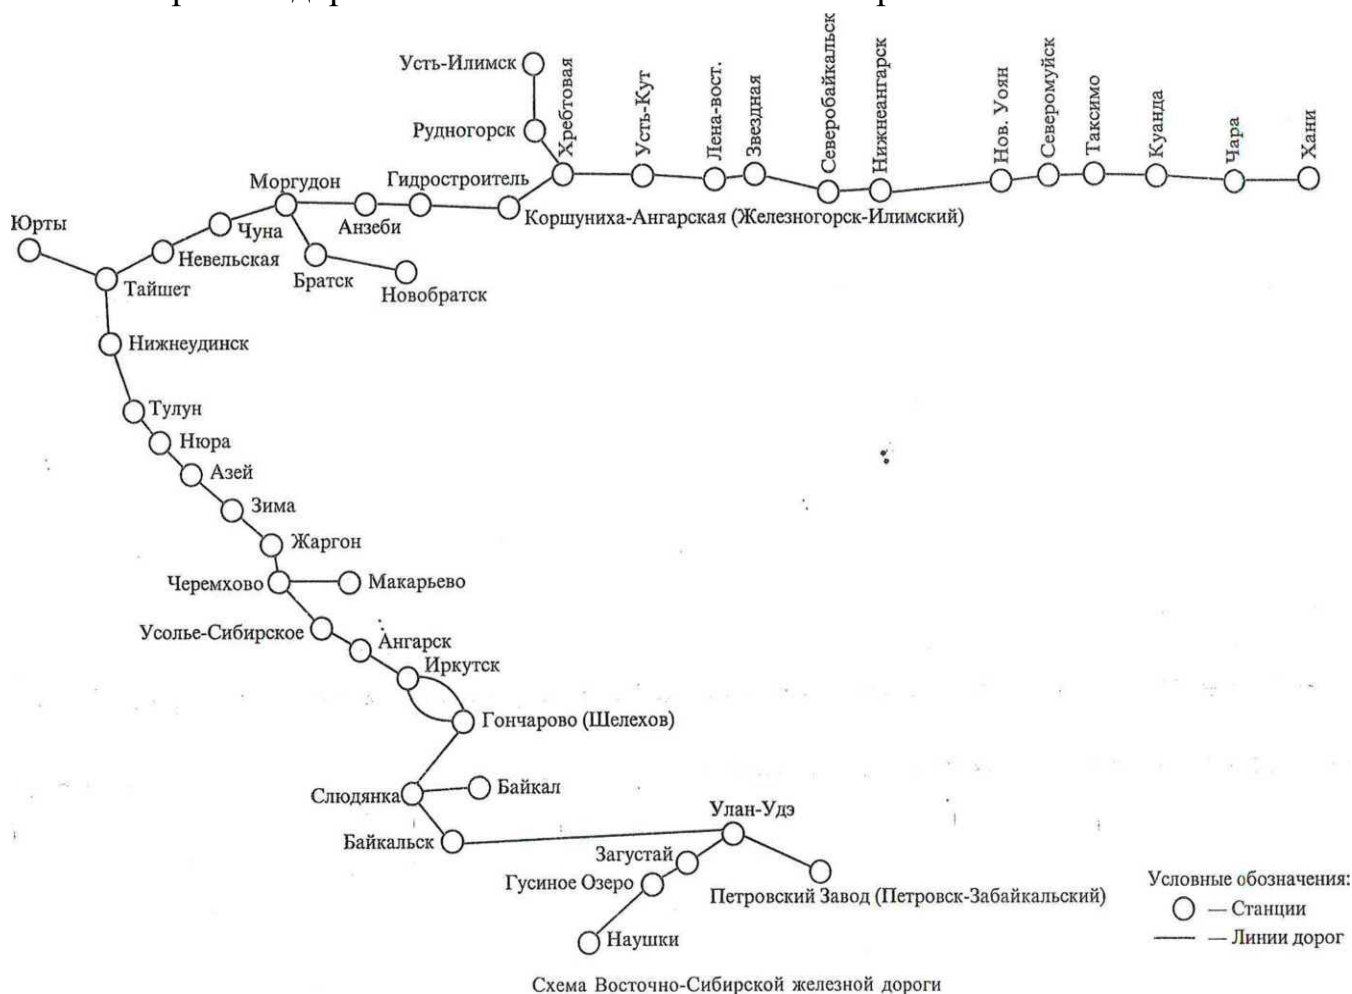 Усть-Илимск
Рудногорск
Хребтовая
Усть-Кут
Лена-вост.
Звездная
Северобайкальск
Нижнеангарск
Нов. Уоян
Северомуйск
Таксимо
Куанда
Чара
Хани
Моргудон
Гидростроитель
Юрты
Чуна
Анзеби
Коршуниха-Ангарская (Железногорск-Илимский)
Невельская
Тайшет
Братск
Новобратск
Нижнеудинск
Тулун
Нюра
Азей
Зима
Жаргон
Черемхово
Макарьево
Усолье-Сибирское
Ангарск
Иркутск
Гончарово (Шелехов)
Слюдянка
Байкал
Байкальск
Улан-Удэ
Загустай
Гусиное Озеро
Петровский Завод (Петровск-Забайкальский)
Наушки
Условные обозначения:
— Станции
— Линии дорог
Схема Восточно-Сибирской железной дороги